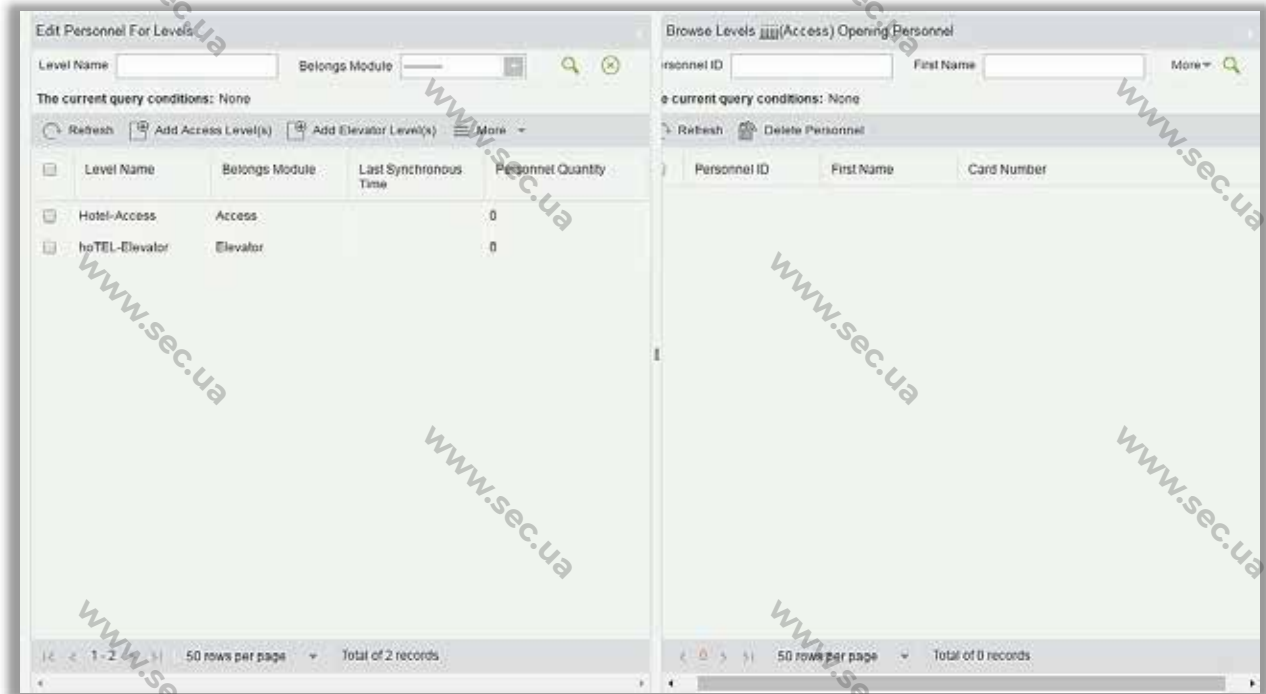 Edit Personnel For Levels
Level Name Belongs Module --------
The current query conditions: None
Refresh Add Access Level(s) Add Elevator Level(s) More
Level Name Belongs Module Last Synchronous Time Personnel Quantity
Hotel-Access Access 0
hoTEL-Elevator Elevator 0
1-2 50 rows per page Total of 2 records
Browse Levels jjjjj(Access) Opening Personnel
rsonnel ID First Name More
e current query conditions: None
Refresh Delete Personnel
Personnel ID First Name Card Number
0 50 rows per page Total of 0 records
www.sec.ua
www.sec.ua
www.sec.ua
www.sec.ua
www.sec.ua
www.sec.ua
www.sec.ua
www.sec.ua